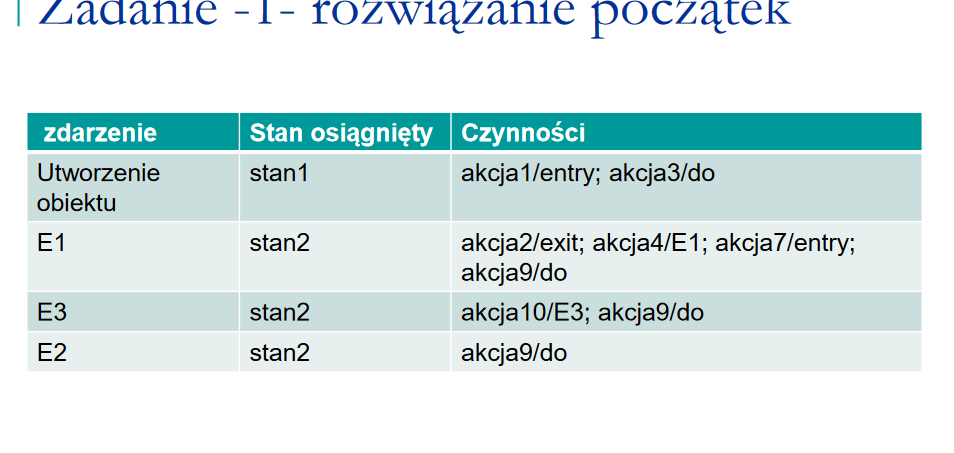 Zadanie -1- rozwiązanie początek
zdarzenie Stan osiągnięty Czynności
Utworzenie obiektu stan1 akcja1/entry; akcja3/do
E1 stan2 akcja2/exit; akcja4/E1; akcja7/entry;
akcja9/do
E3 stan2 akcja10/E3; akcja9/do
E2 stan2 akcja9/do